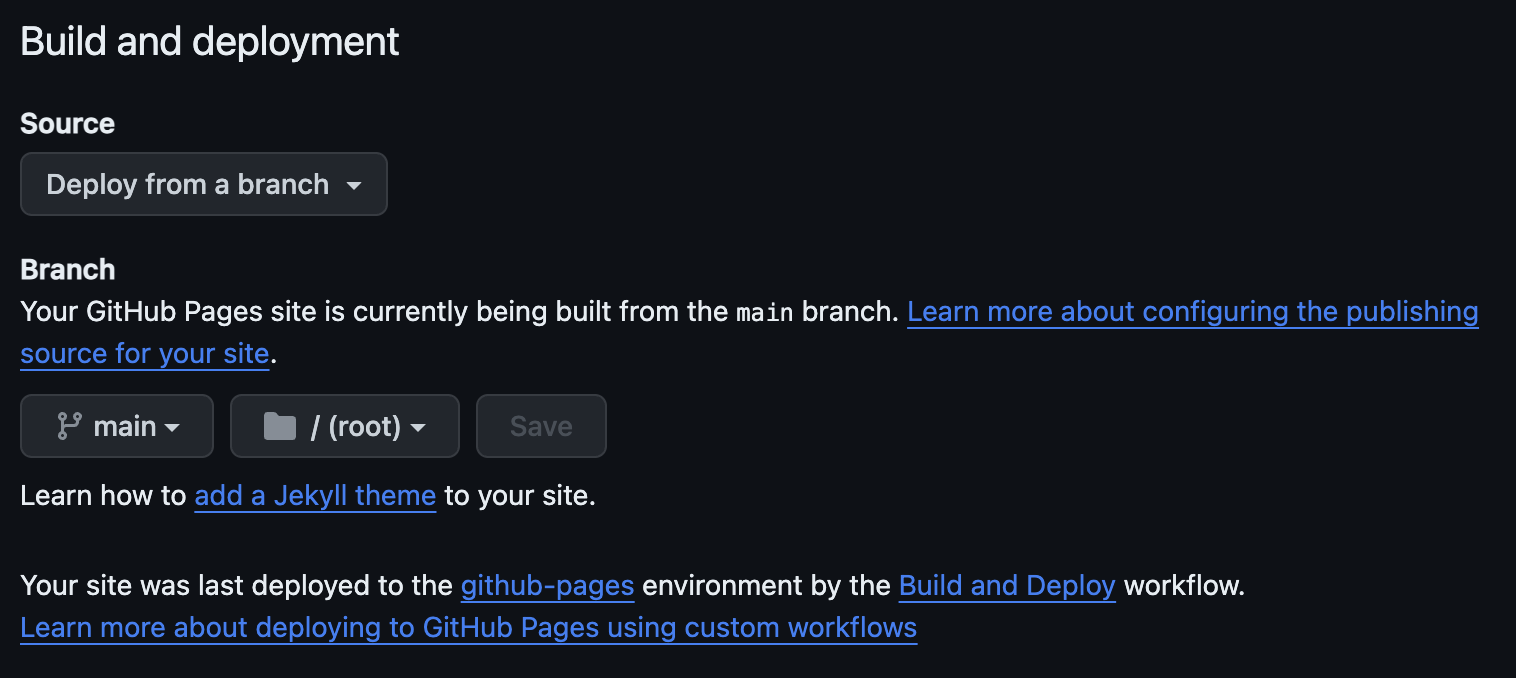 Build and deployment
Source
Deploy from a branch
Branch
Your GitHub Pages site is currently being built from the main branch. Learn more about configuring the publishing
source for your site.
main / (root) Save
Learn how to add a Jekyll theme to your site.
Your site was last deployed to the github-pages environment by the Build and Deploy workflow.
Learn more about deploying to GitHub Pages using custom workflows